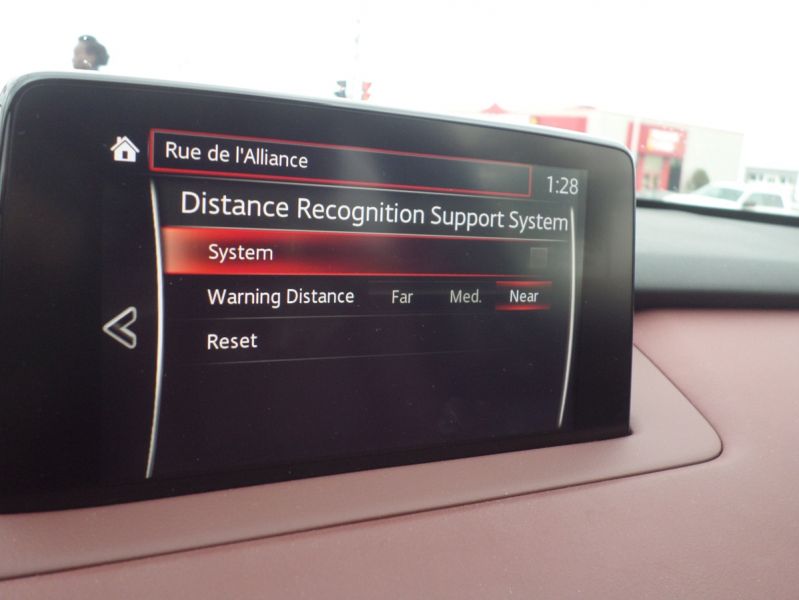 Rue de l'Alliance
1:28
Distance Recognition Support System
System
Warning Distance Far Med. Near
Reset